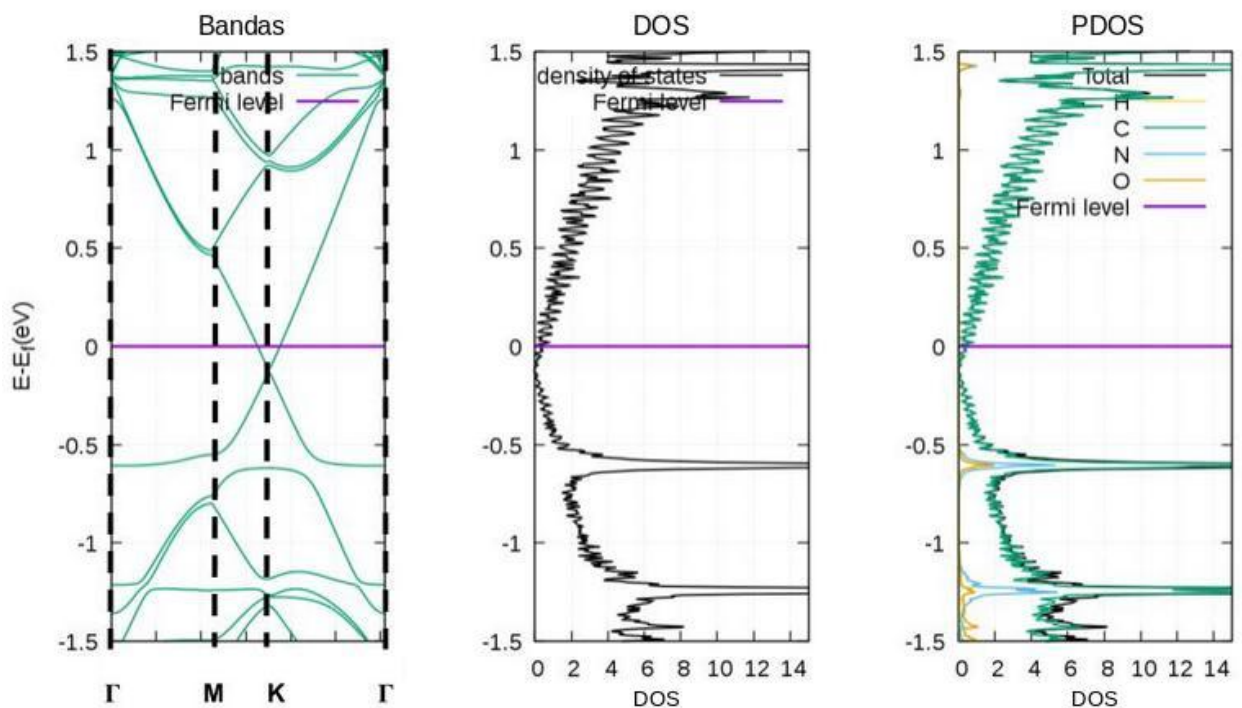 Bandas
DOS
PDOS
E-Ef(eV)
1.5
1
0.5
0
-0.5
-1
-1.5
bands
Fermi level
Γ M K Γ
1.5
1
0.5
0
-0.5
-1
-1.5
density of states
Fermi level
0 2 4 6 8 10 12 14
DOS
1.5
1
0.5
0
-0.5
-1
-1.5
Total
H
C
N
O
Fermi level
0 2 4 6 8 10 12 14
DOS